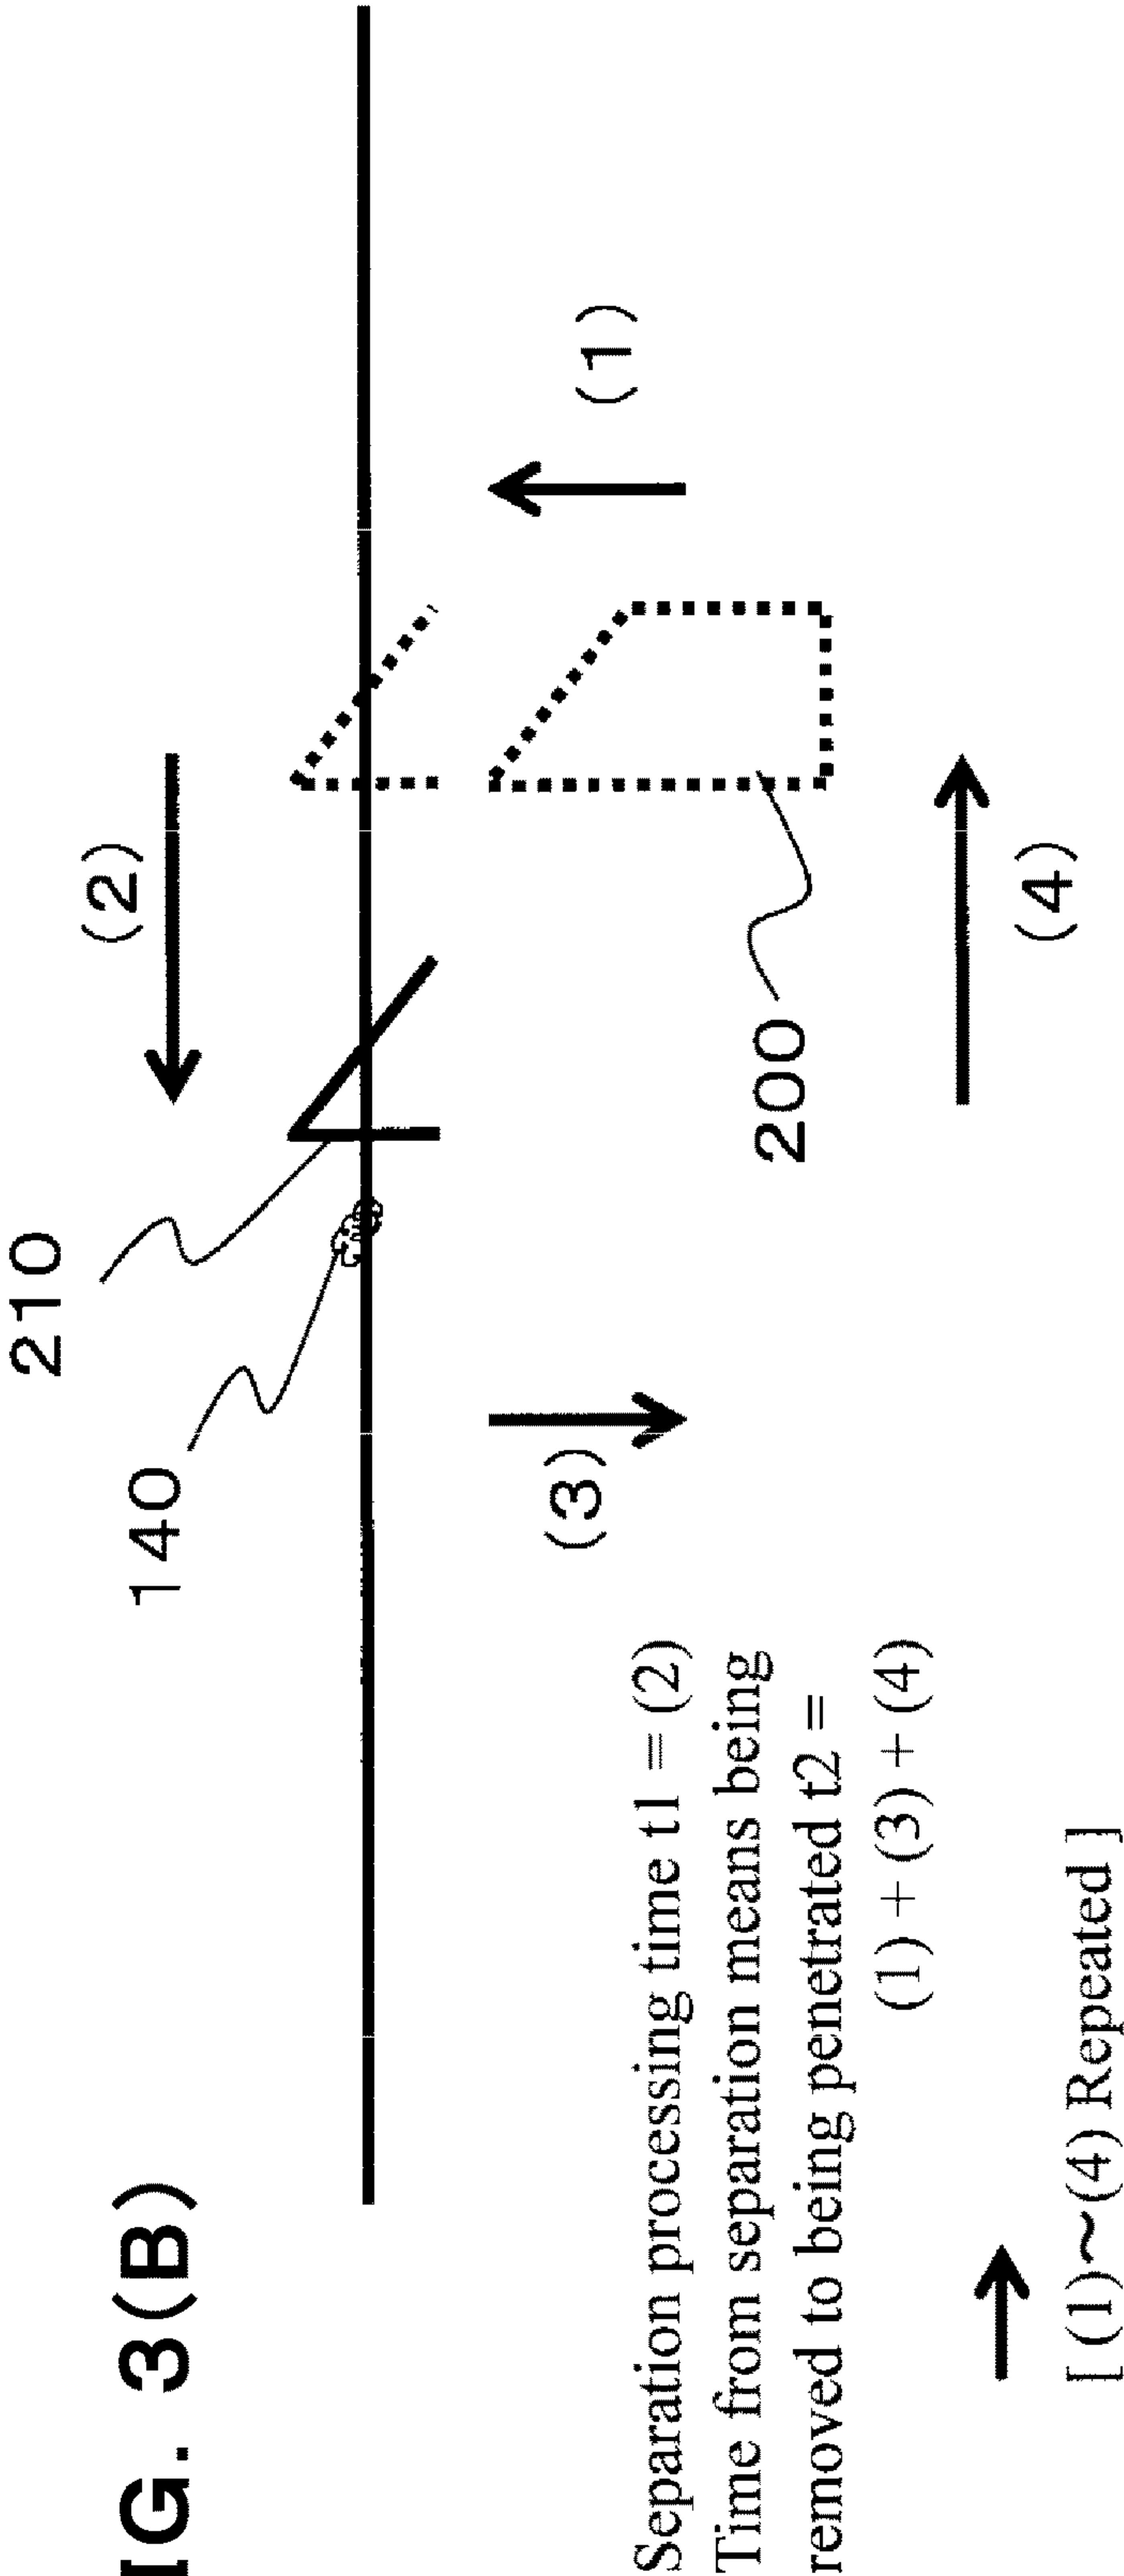 IG. 3(B)
210
(2)
140
(3)
(1)
200
(4)
Separation processing time t1 = (2)
Time from separation means being
removed to being penetrated t2 =
(1) + (3) + (4)
[ (1)~(4) Repeated ]